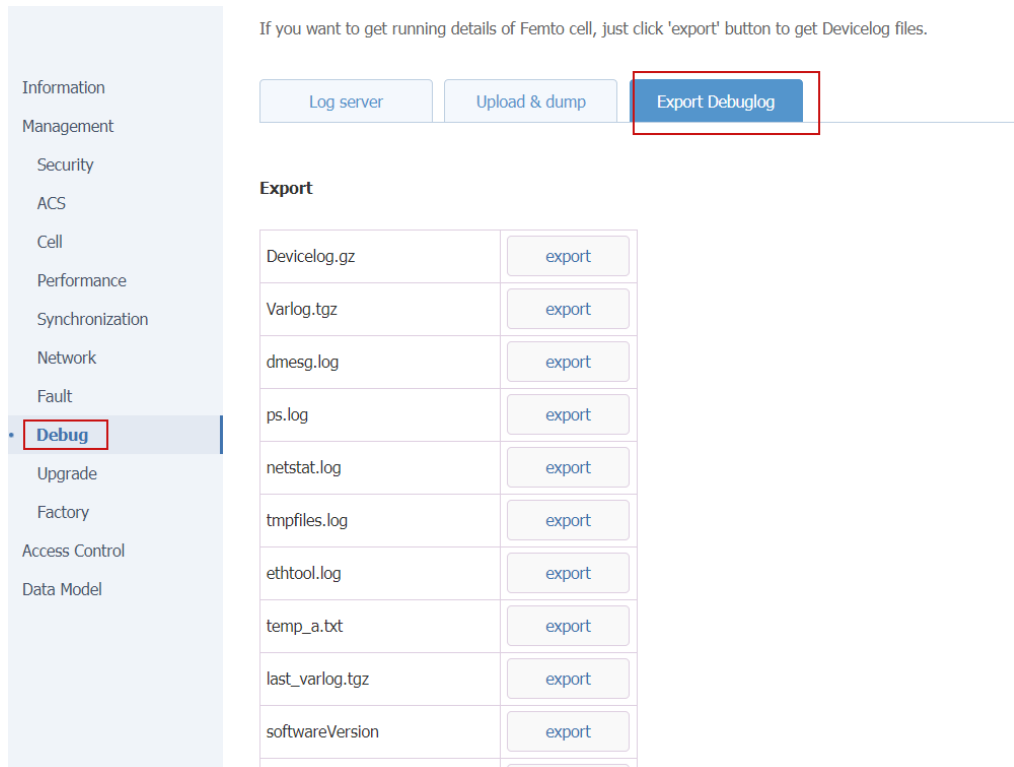 If you want to get running details of Femto cell, just click 'export' button to get Devicelog files.
Information
Management
Security
ACS
Cell
Performance
Synchronization
Network
Fault
Debug
Upgrade
Factory
Access Control
Data Model
Log server
Upload & dump
Export Debuglog
Export
Devicelog.gz export
Varlog.tgz export
dmesg.log export
ps.log export
netstat.log export
tmpfiles.log export
ethtool.log export
temp_a.txt export
last_varlog.tgz export
softwareVersion export